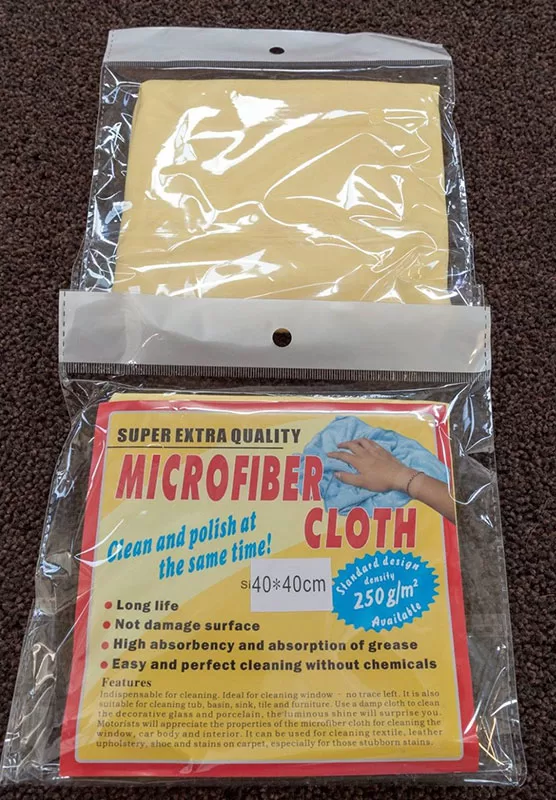 SUPER EXTRA QUALITY
MICROFIBER
CLOTH
Clean and polish at
the same time!
Si40*40cm
Standard design
density
250g/m²
Available
• Long life
• Not damage surface
• High absorbency and absorption of grease
• Easy and perfect cleaning without chemicals
Features
Indispensable for cleaning. Ideal for cleaning window - no trace left. It is also
suitable for cleaning tub, basin, sink, tile and furniture. Use a damp cloth to clean
the decorative glass and porcelain, the luminous shine will surprise you.
Motorists will appreciate the properties of the microfiber cloth for cleaning the
window, car body and interior. It can be used for cleaning textile, leather
upholstery, shoe and stains on carpet, especially for those stubborn stains.